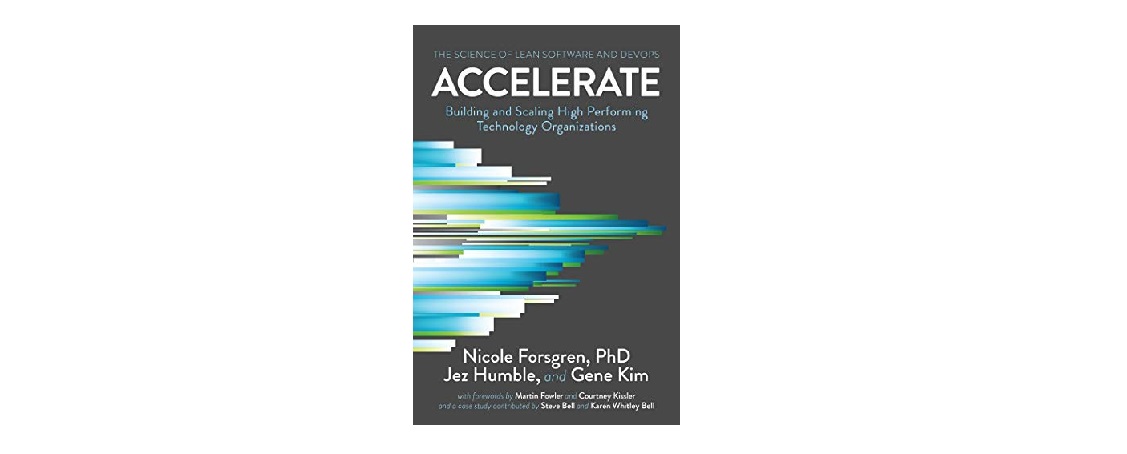 THE SCIENCE OF LEAN SOFTWARE AND DEVOPS
ACCELERATE
Building and Scaling High Performing
Technology Organizations
Nicole Forsgren, PhD
Jez Humble, and Gene Kim
with forewords by Martin Fowler and Courtney Kissler
and a case study contributed by Steve Bell and Karen Whitley Bell